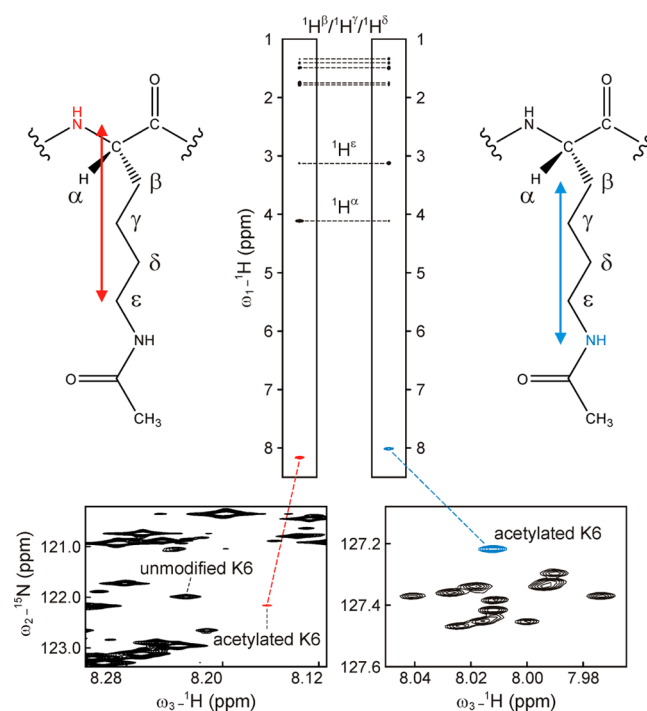 ¹Hᵝ/¹Hᵞ/¹Hᵟ
1
2
3
4
5
6
7
8
ω₁–¹H (ppm)
¹Hᵋ
¹Hᵅ
1
2
3
4
5
6
7
8
H
N
C
O
C
H
α
β
γ
δ
ε
NH
O
CH₃
H
N
C
O
C
H
α
β
γ
δ
ε
NH
O
CH₃
121.0
122.0
123.0
ω₂–¹⁵N (ppm)
unmodified K6
acetylated K6
8.28
8.20
8.12
ω₃–¹H (ppm)
acetylated K6
127.2
127.4
127.6
8.04
8.02
8.00
7.98
ω₃–¹H (ppm)